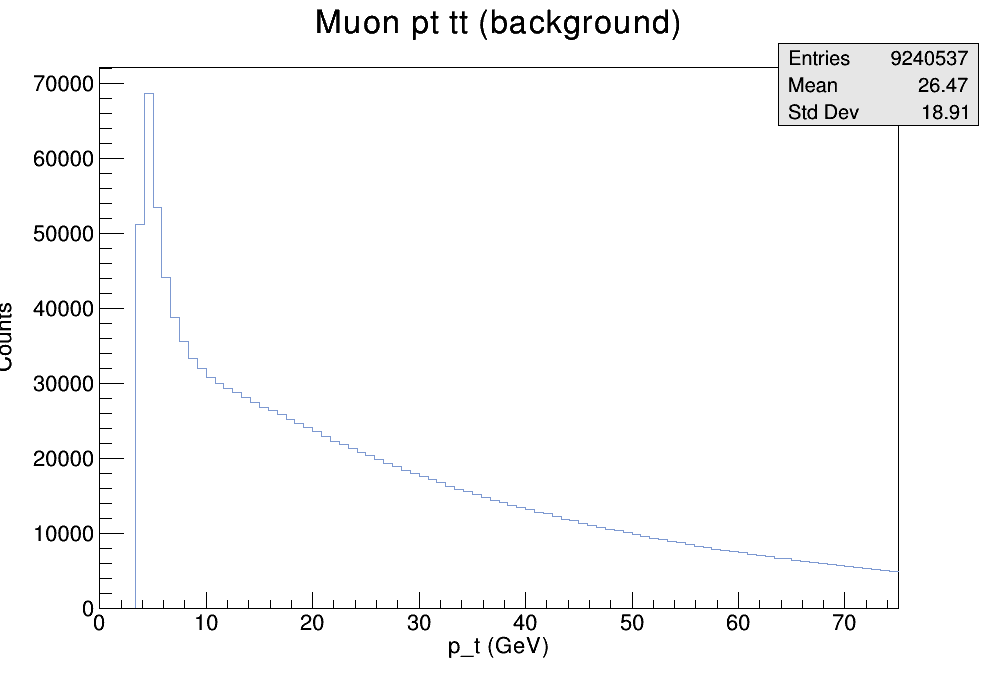 Muon pt tt (background)
Entries 9240537
Mean 26.47
Std Dev 18.91
70000
60000
50000
40000
30000
20000
10000
0
Counts
0 10 20 30 40 50 60 70
p_t (GeV)